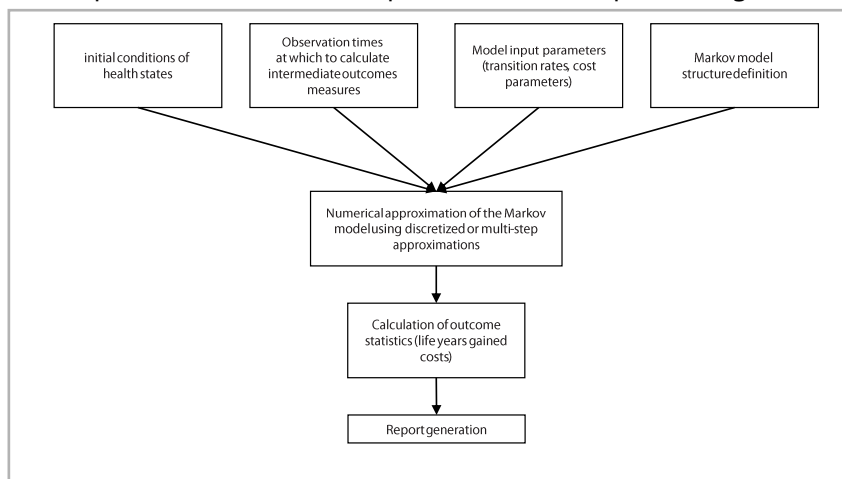 initial conditions of
health states
Observation times
at which to calculate
intermediate outcomes
measures
Model input parameters
(transition rates, cost
parameters)
Markov model
structure definition
Numerical approximation of the Markov
model using discretized or multi-step
approximations
Calculation of outcome
statistics (life years gained
costs)
Report generation